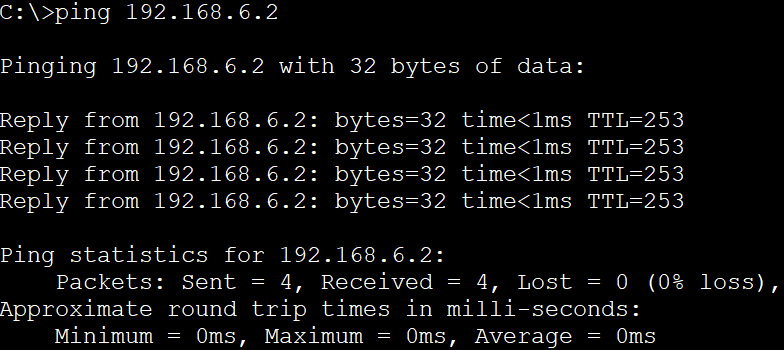 C:\>ping 192.168.6.2
Pinging 192.168.6.2 with 32 bytes of data:
Reply from 192.168.6.2: bytes=32 time<1ms TTL=253
Reply from 192.168.6.2: bytes=32 time<1ms TTL=253
Reply from 192.168.6.2: bytes=32 time<1ms TTL=253
Reply from 192.168.6.2: bytes=32 time<1ms TTL=253
Ping statistics for 192.168.6.2:
    Packets: Sent = 4, Received = 4, Lost = 0 (0% loss),
Approximate round trip times in milli-seconds:
    Minimum = 0ms, Maximum = 0ms, Average = 0ms